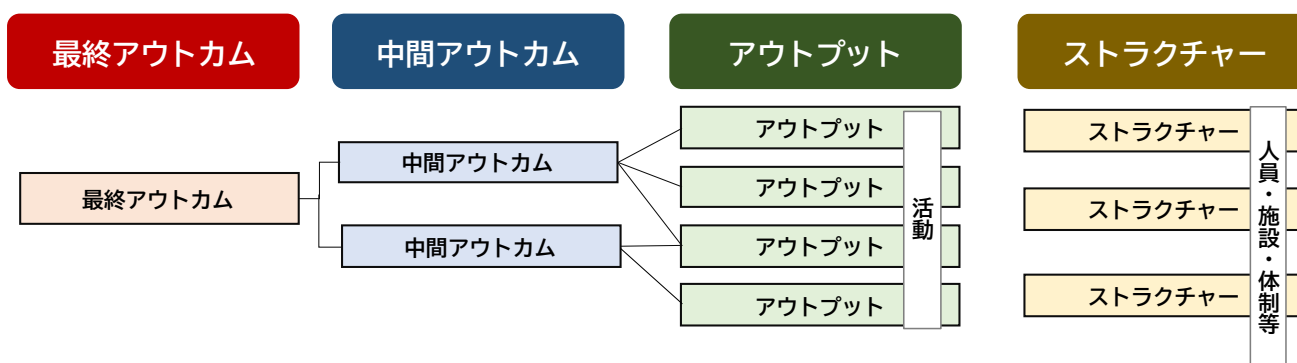 最終アウトカム
中間アウトカム
アウトプット
ストラクチャー
最終アウトカム
中間アウトカム
中間アウトカム
アウトプット
アウトプット
アウトプット
アウトプット
活動
ストラクチャー
ストラクチャー
ストラクチャー
人員・施設・体制等